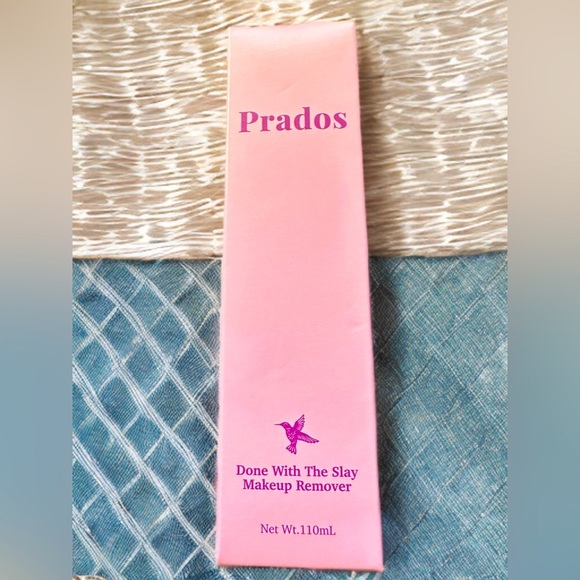 Prados
Done With The Slay
Makeup Remover
Net Wt.110mL